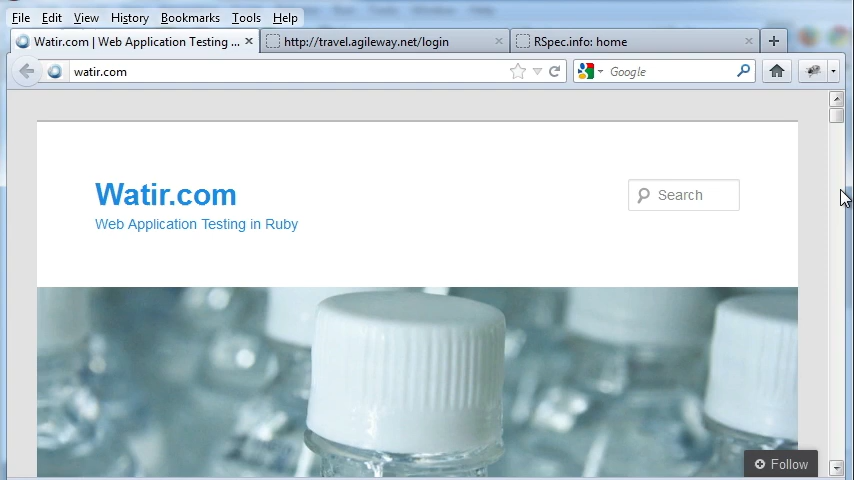 File Edit View History Bookmarks Tools Help
Watir.com | Web Application Testing ... http://travel.agileway.net/login RSpec.info: home
watir.com Google
Watir.com
Search
Web Application Testing in Ruby
Follow